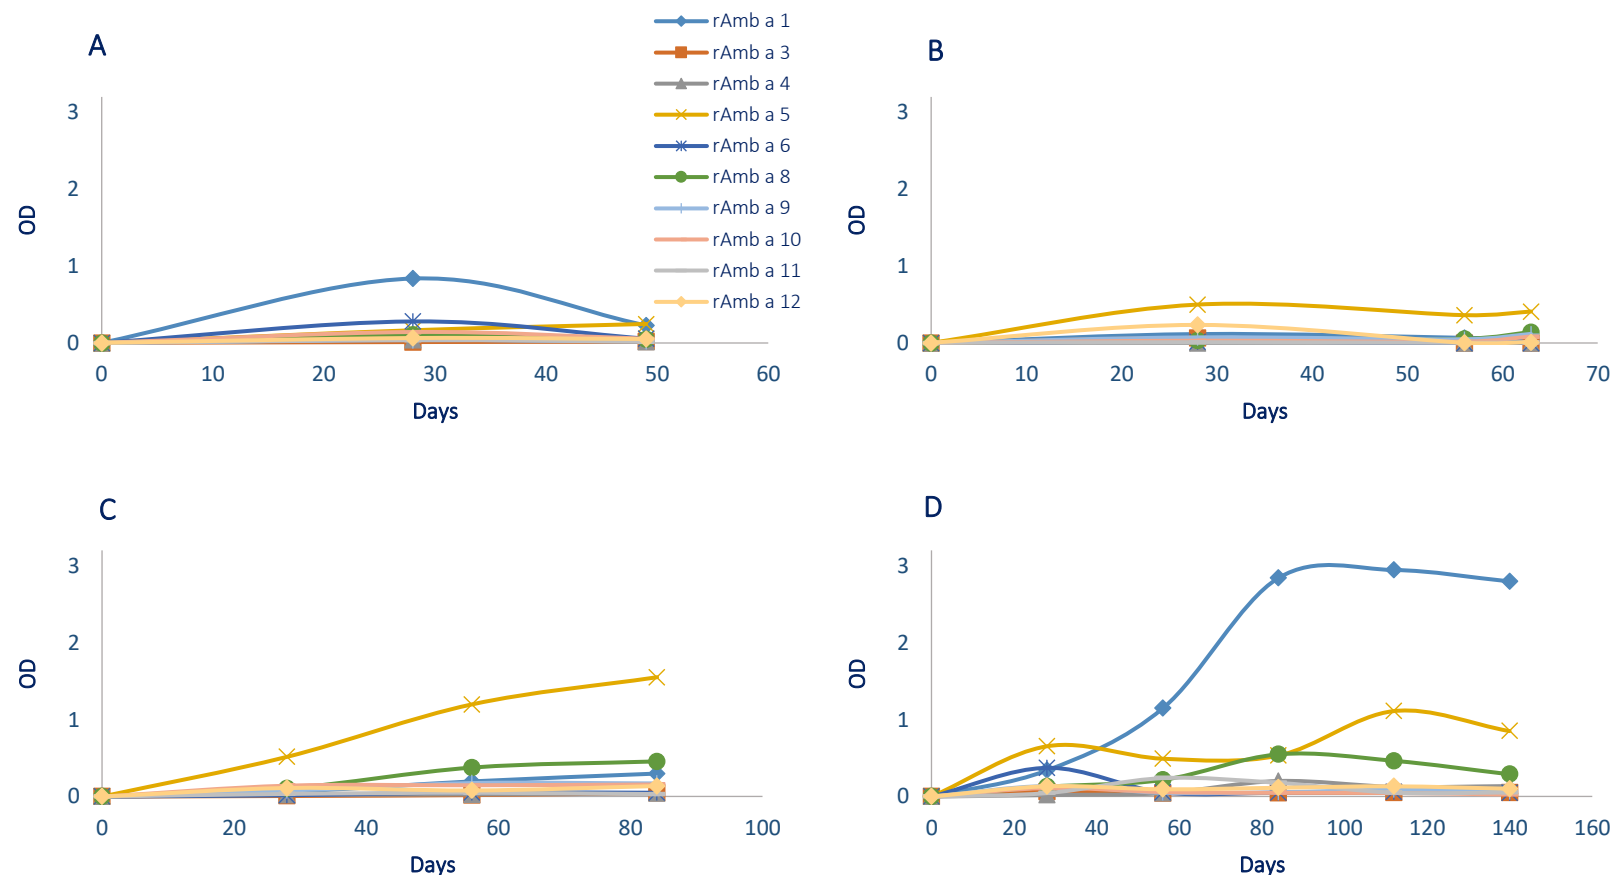 A
3
2
1
0
0 10 20 30 40 50 60
OD
Days
rAmb a 1
rAmb a 3
rAmb a 4
rAmb a 5
rAmb a 6
rAmb a 8
rAmb a 9
rAmb a 10
rAmb a 11
rAmb a 12
B
3
2
1
0
0 10 20 30 40 50 60 70
OD
Days
C
3
2
1
0
0 20 40 60 80 100
OD
Days
D
3
2
1
0
0 20 40 60 80 100 120 140 160
OD
Days